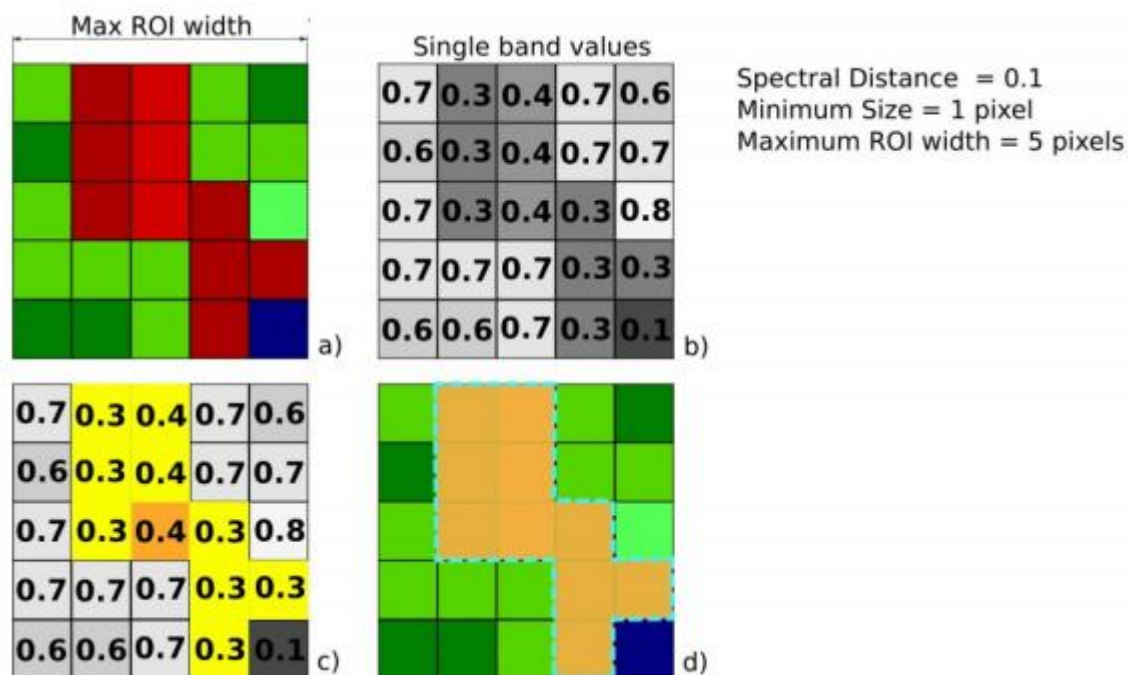 Max ROI width
Single band values
Spectral Distance = 0.1
Minimum Size = 1 pixel
Maximum ROI width = 5 pixels
0.7 0.3 0.4 0.7 0.6
0.6 0.3 0.4 0.7 0.7
0.7 0.3 0.4 0.3 0.8
0.7 0.7 0.7 0.3 0.3
0.6 0.6 0.7 0.3 0.1
a)
b)
0.7 0.3 0.4 0.7 0.6
0.6 0.3 0.4 0.7 0.7
0.7 0.3 0.4 0.3 0.8
0.7 0.7 0.7 0.3 0.3
0.6 0.6 0.7 0.3 0.1
c)
d)